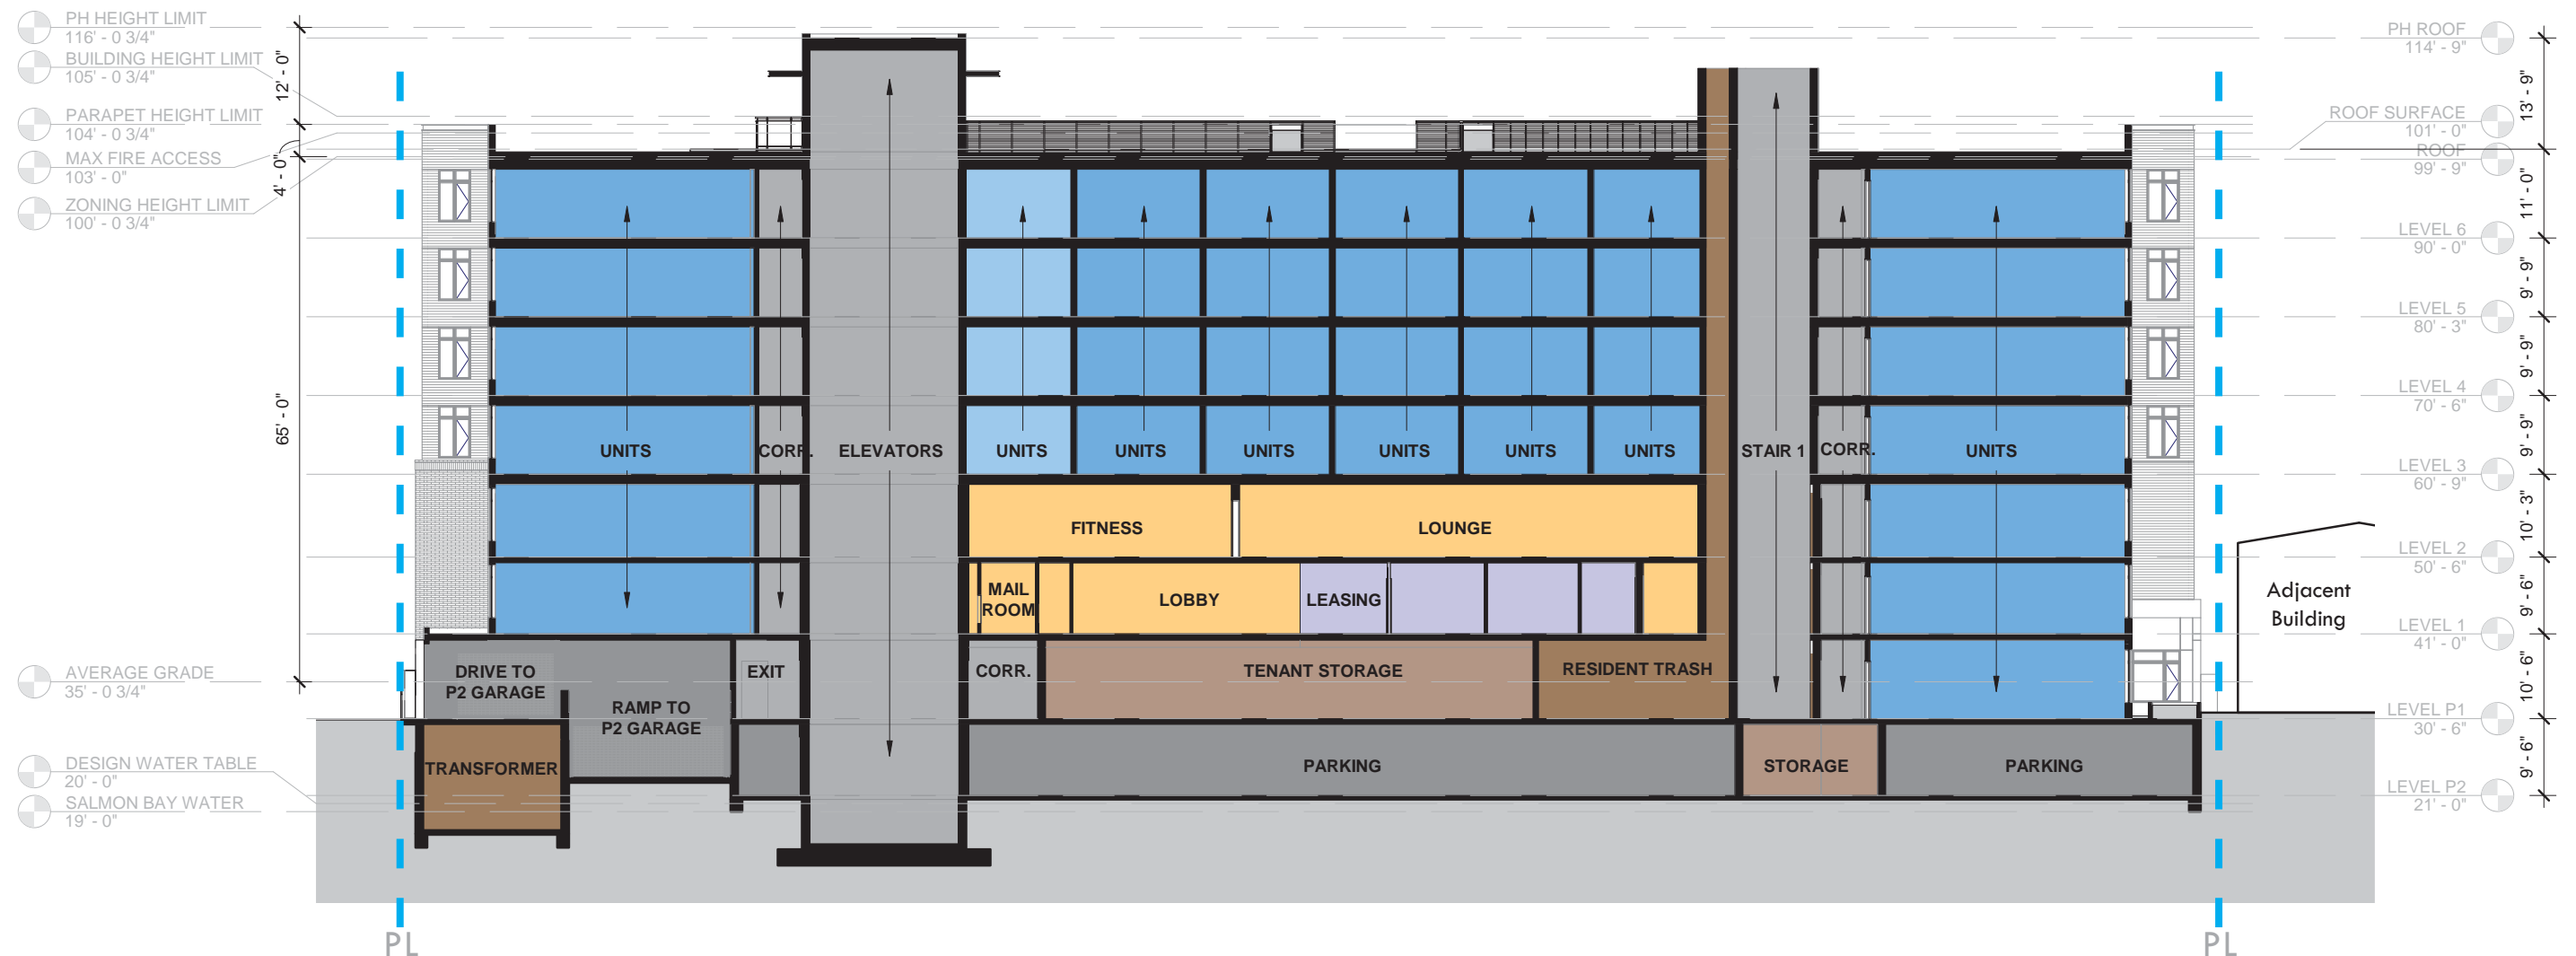 PH HEIGHT LIMIT
116' - 0 3/4"
BUILDING HEIGHT LIMIT
105' - 0 3/4"
PARAPET HEIGHT LIMIT
104' - 0 3/4"
MAX FIRE ACCESS
103' - 0"
ZONING HEIGHT LIMIT
100' - 0 3/4"
AVERAGE GRADE
35' - 0 3/4"
DESIGN WATER TABLE
20' - 0"
SALMON BAY WATER
19' - 0"
12' - 0"
4' - 0"
65' - 0"
UNITS
CORR.
ELEVATORS
UNITS
UNITS
UNITS
UNITS
UNITS
UNITS
STAIR 1
CORR.
UNITS
FITNESS
LOUNGE
MAIL
ROOM
LOBBY
LEASING
DRIVE TO
P2 GARAGE
RAMP TO
P2 GARAGE
EXIT
CORR.
TENANT STORAGE
RESIDENT TRASH
TRANSFORMER
PARKING
STORAGE
PARKING
Adjacent
Building
PH ROOF
114' - 9"
ROOF SURFACE
101' - 0"
ROOF
99' - 9"
LEVEL 6
90' - 0"
LEVEL 5
80' - 3"
LEVEL 4
70' - 6"
LEVEL 3
60' - 9"
LEVEL 2
50' - 6"
LEVEL 1
41' - 0"
LEVEL P1
30' - 6"
LEVEL P2
21' - 0"
13' - 9"
11' - 0"
9' - 9"
9' - 9"
9' - 9"
10' - 3"
9' - 6"
10' - 6"
9' - 6"
PL
PL